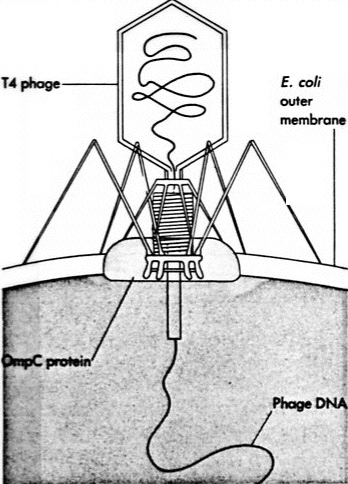 T4 phage
E. coli
outer
membrane
OmpC protein
Phage DNA